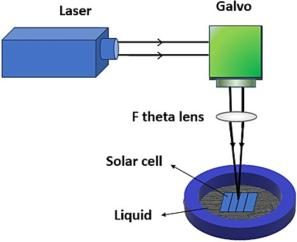 Laser
Galvo
F theta lens
Solar cell
Liquid